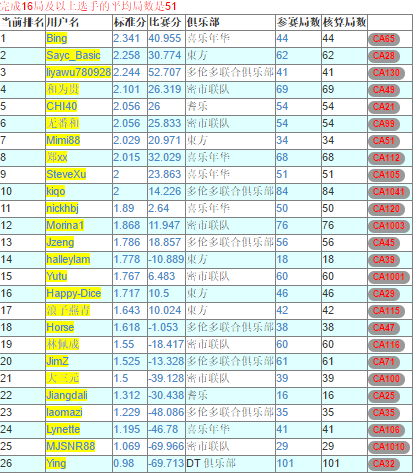 完成16局及以上选手的平均局数是51
当前排名 用户名 标准分 比赛分 俱乐部 参赛局数 核算局数
1 Bing 2.341 40.955 喜乐年华 44 44 CA65
2 Sayc_Basic 2.258 30.774 東方 62 62 CA28
3 liyawu780928 2.244 52.707 多伦多联合俱乐部 41 41 CA130
4 和为贵 2.101 26.319 密市联队 69 69 CA49
5 CHI40 2.056 26 耆乐 54 54 CA21
6 无番和 2.056 25.833 密市联队 54 54 CA99
7 Mimi88 2.029 20.971 東方 34 34 CA51
8 郑xx 2.015 32.029 喜乐年华 68 68 CA112
9 SteveXu 2 23.863 喜乐年华 51 51 CA105
10 kiqo 2 14.226 多伦多联合俱乐部 84 84 CA1041
11 nickhbj 1.89 2.64 喜乐年华 50 50 CA120
12 Morina1 1.868 11.947 密市联队 76 76 CA1003
13 Jzeng 1.786 18.857 多伦多联合俱乐部 56 56 CA45
14 halleylam 1.778 -10.889 東方 18 18 CA39
15 Yutu 1.767 6.483 密市联队 60 60 CA1001
16 Happy-Dice 1.717 10.5 東方 46 46 CA29
17 浪子燕青 1.643 10.024 東方 42 42 CA115
18 Horse 1.618 -1.053 多伦多联合俱乐部 38 38 CA47
19 林佩成 1.55 -18.417 密市联队 60 60 CA116
20 JimZ 1.525 -13.328 多伦多联合俱乐部 61 61 CA71
21 大三元 1.5 -39.128 密市联队 39 39 CA100
22 Jiangdali 1.312 -30.438 耆乐 16 16 CA25
23 laomazi 1.229 -48.086 多伦多联合俱乐部 35 35 CA35
24 Lynette 1.195 -46.78 喜乐年华 41 41 CA106
25 MJSNR88 1.069 -69.966 密市联队 29 29 CA1010
26 Ying 0.98 -69.713 DT 俱乐部 101 101 CA32